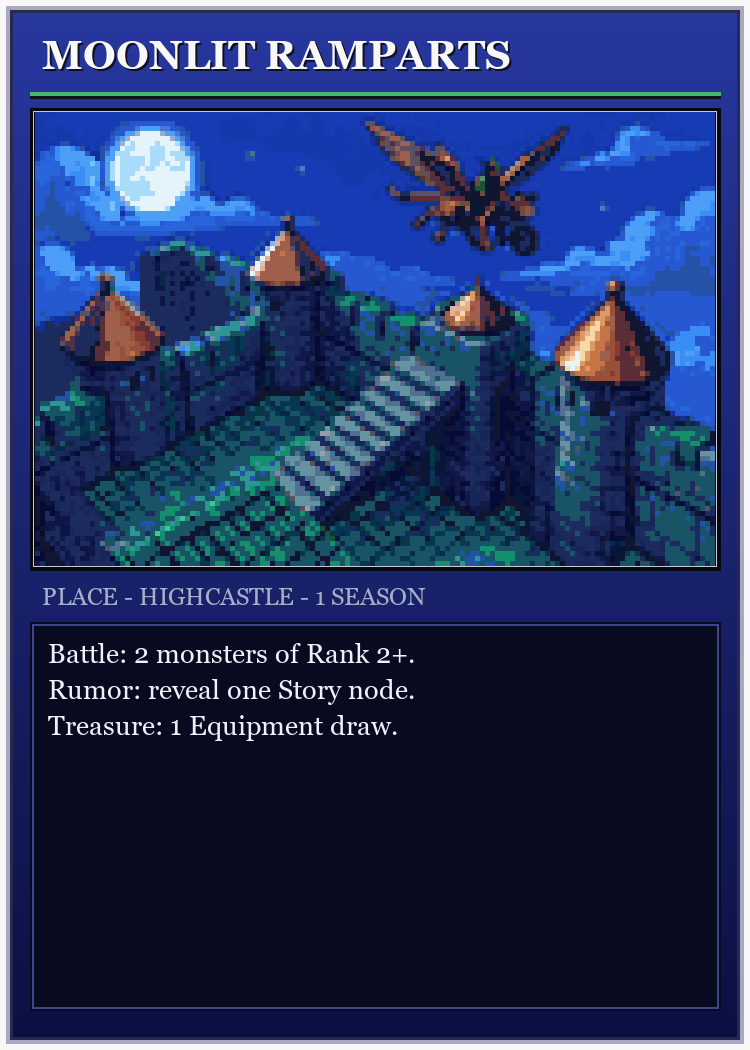 MOONLIT RAMPARTS
PLACE - HIGHCASTLE - 1 SEASON
Battle: 2 monsters of Rank 2+.
Rumor: reveal one Story node.
Treasure: 1 Equipment draw.